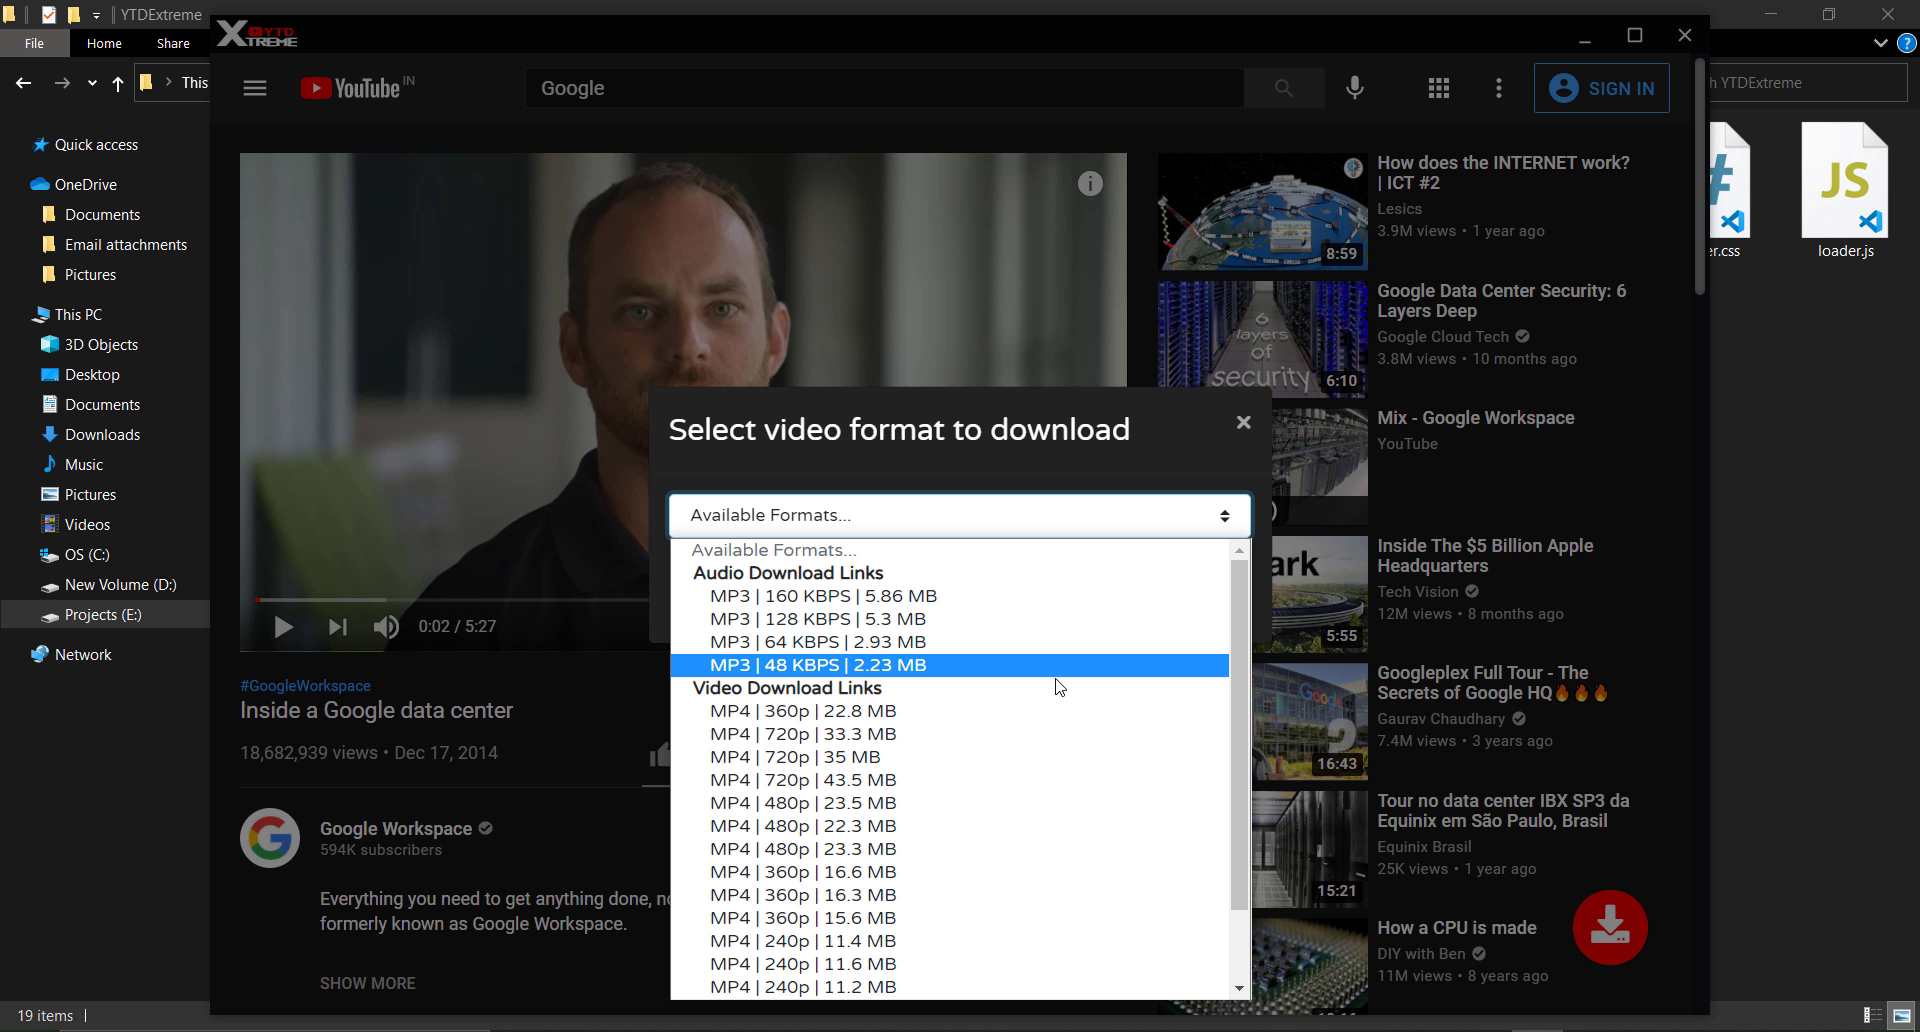 YTDExtreme
File
Home
Share
This
h YTDExtreme
Quick access
OneDrive
Documents
Email attachments
Pictures
This PC
3D Objects
Desktop
Documents
Downloads
Music
Pictures
Videos
OS (C:)
New Volume (D:)
Projects (E:)
Network
19 items
er.css
JS
loader.js
X YTD
TREME
YouTube IN
Google
SIGN IN
0:02 / 5:27
#GoogleWorkspace
Inside a Google data center
18,682,939 views • Dec 17, 2014
Google Workspace
594K subscribers
Everything you need to get anything done, n
formerly known as Google Workspace.
SHOW MORE
Select video format to download
Available Formats...
Available Formats...
Audio Download Links
MP3 | 160 KBPS | 5.86 MB
MP3 | 128 KBPS | 5.3 MB
MP3 | 64 KBPS | 2.93 MB
MP3 | 48 KBPS | 2.23 MB
Video Download Links
MP4 | 360p | 22.8 MB
MP4 | 720p | 33.3 MB
MP4 | 720p | 35 MB
MP4 | 720p | 43.5 MB
MP4 | 480p | 23.5 MB
MP4 | 480p | 22.3 MB
MP4 | 480p | 23.3 MB
MP4 | 360p | 16.6 MB
MP4 | 360p | 16.3 MB
MP4 | 360p | 15.6 MB
MP4 | 240p | 11.4 MB
MP4 | 240p | 11.6 MB
MP4 | 240p | 11.2 MB
8:59
How does the INTERNET work?
| ICT #2
Lesics
3.9M views • 1 year ago
6
layers
of
security
6:10
Google Data Center Security: 6
Layers Deep
Google Cloud Tech
3.8M views • 10 months ago
Mix - Google Workspace
YouTube
ark
5:55
Inside The $5 Billion Apple
Headquarters
Tech Vision
12M views • 8 months ago
Google
?
16:43
Googleplex Full Tour - The
Secrets of Google HQ🔥🔥🔥
Gaurav Chaudhary
7.4M views • 3 years ago
15:21
Tour no data center IBX SP3 da
Equinix em São Paulo, Brasil
Equinix Brasil
25K views • 1 year ago
How a CPU is made
DIY with Ben
11M views • 8 years ago